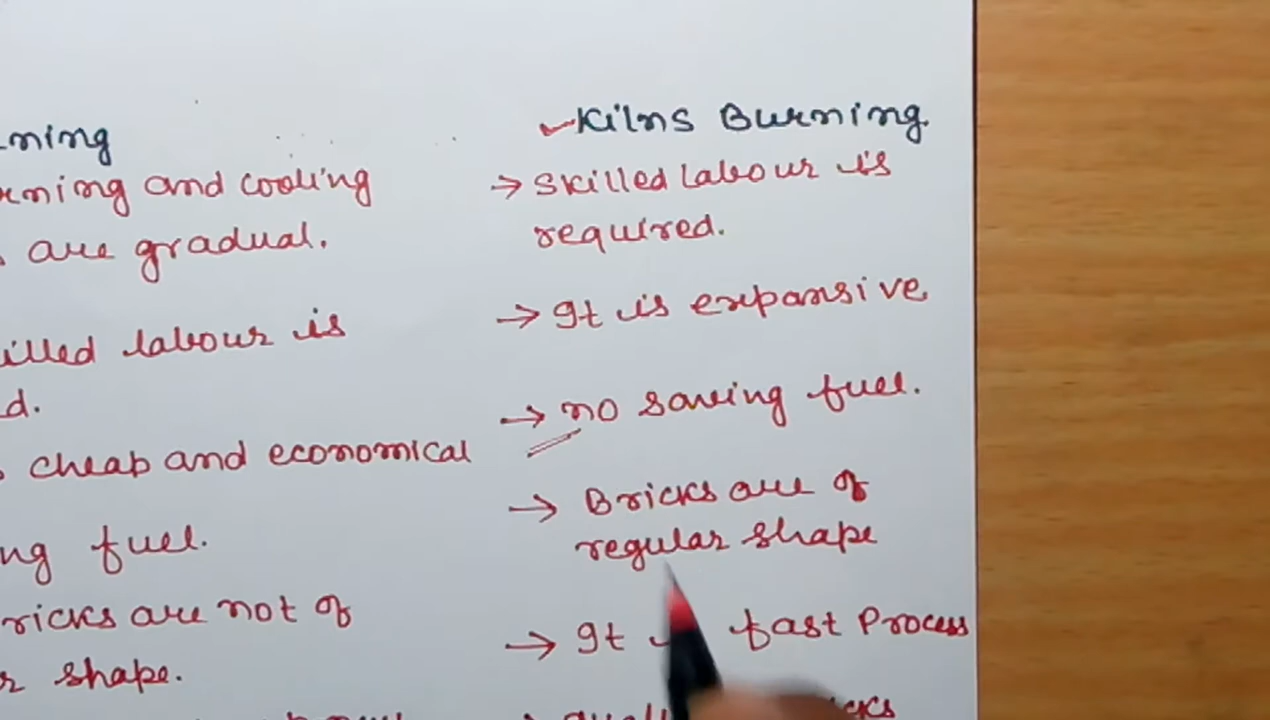 ning
rning and cooling
are gradual.
illed labour is
d.
cheap and economical
ng fuel.
ricks are not of
r shape.
Kilns Burning
→ skilled labour is
required.
→ It is expansive
→ no saving fuel.
→ Bricks are of
regular shape
→ It fast Process